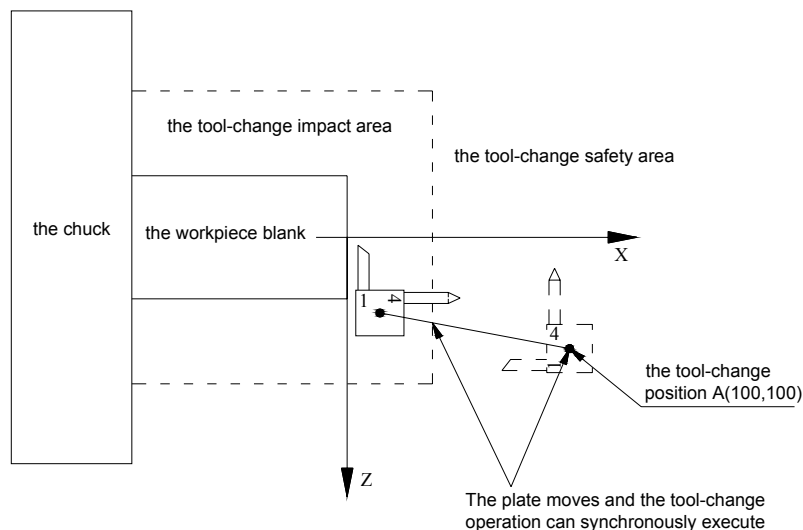 the tool-change impact area
the tool-change safety area
the chuck
the workpiece blank
X
1
4
4
1
the tool-change
position A(100,100)
Z
The plate moves and the tool-change
operation can synchronously execute